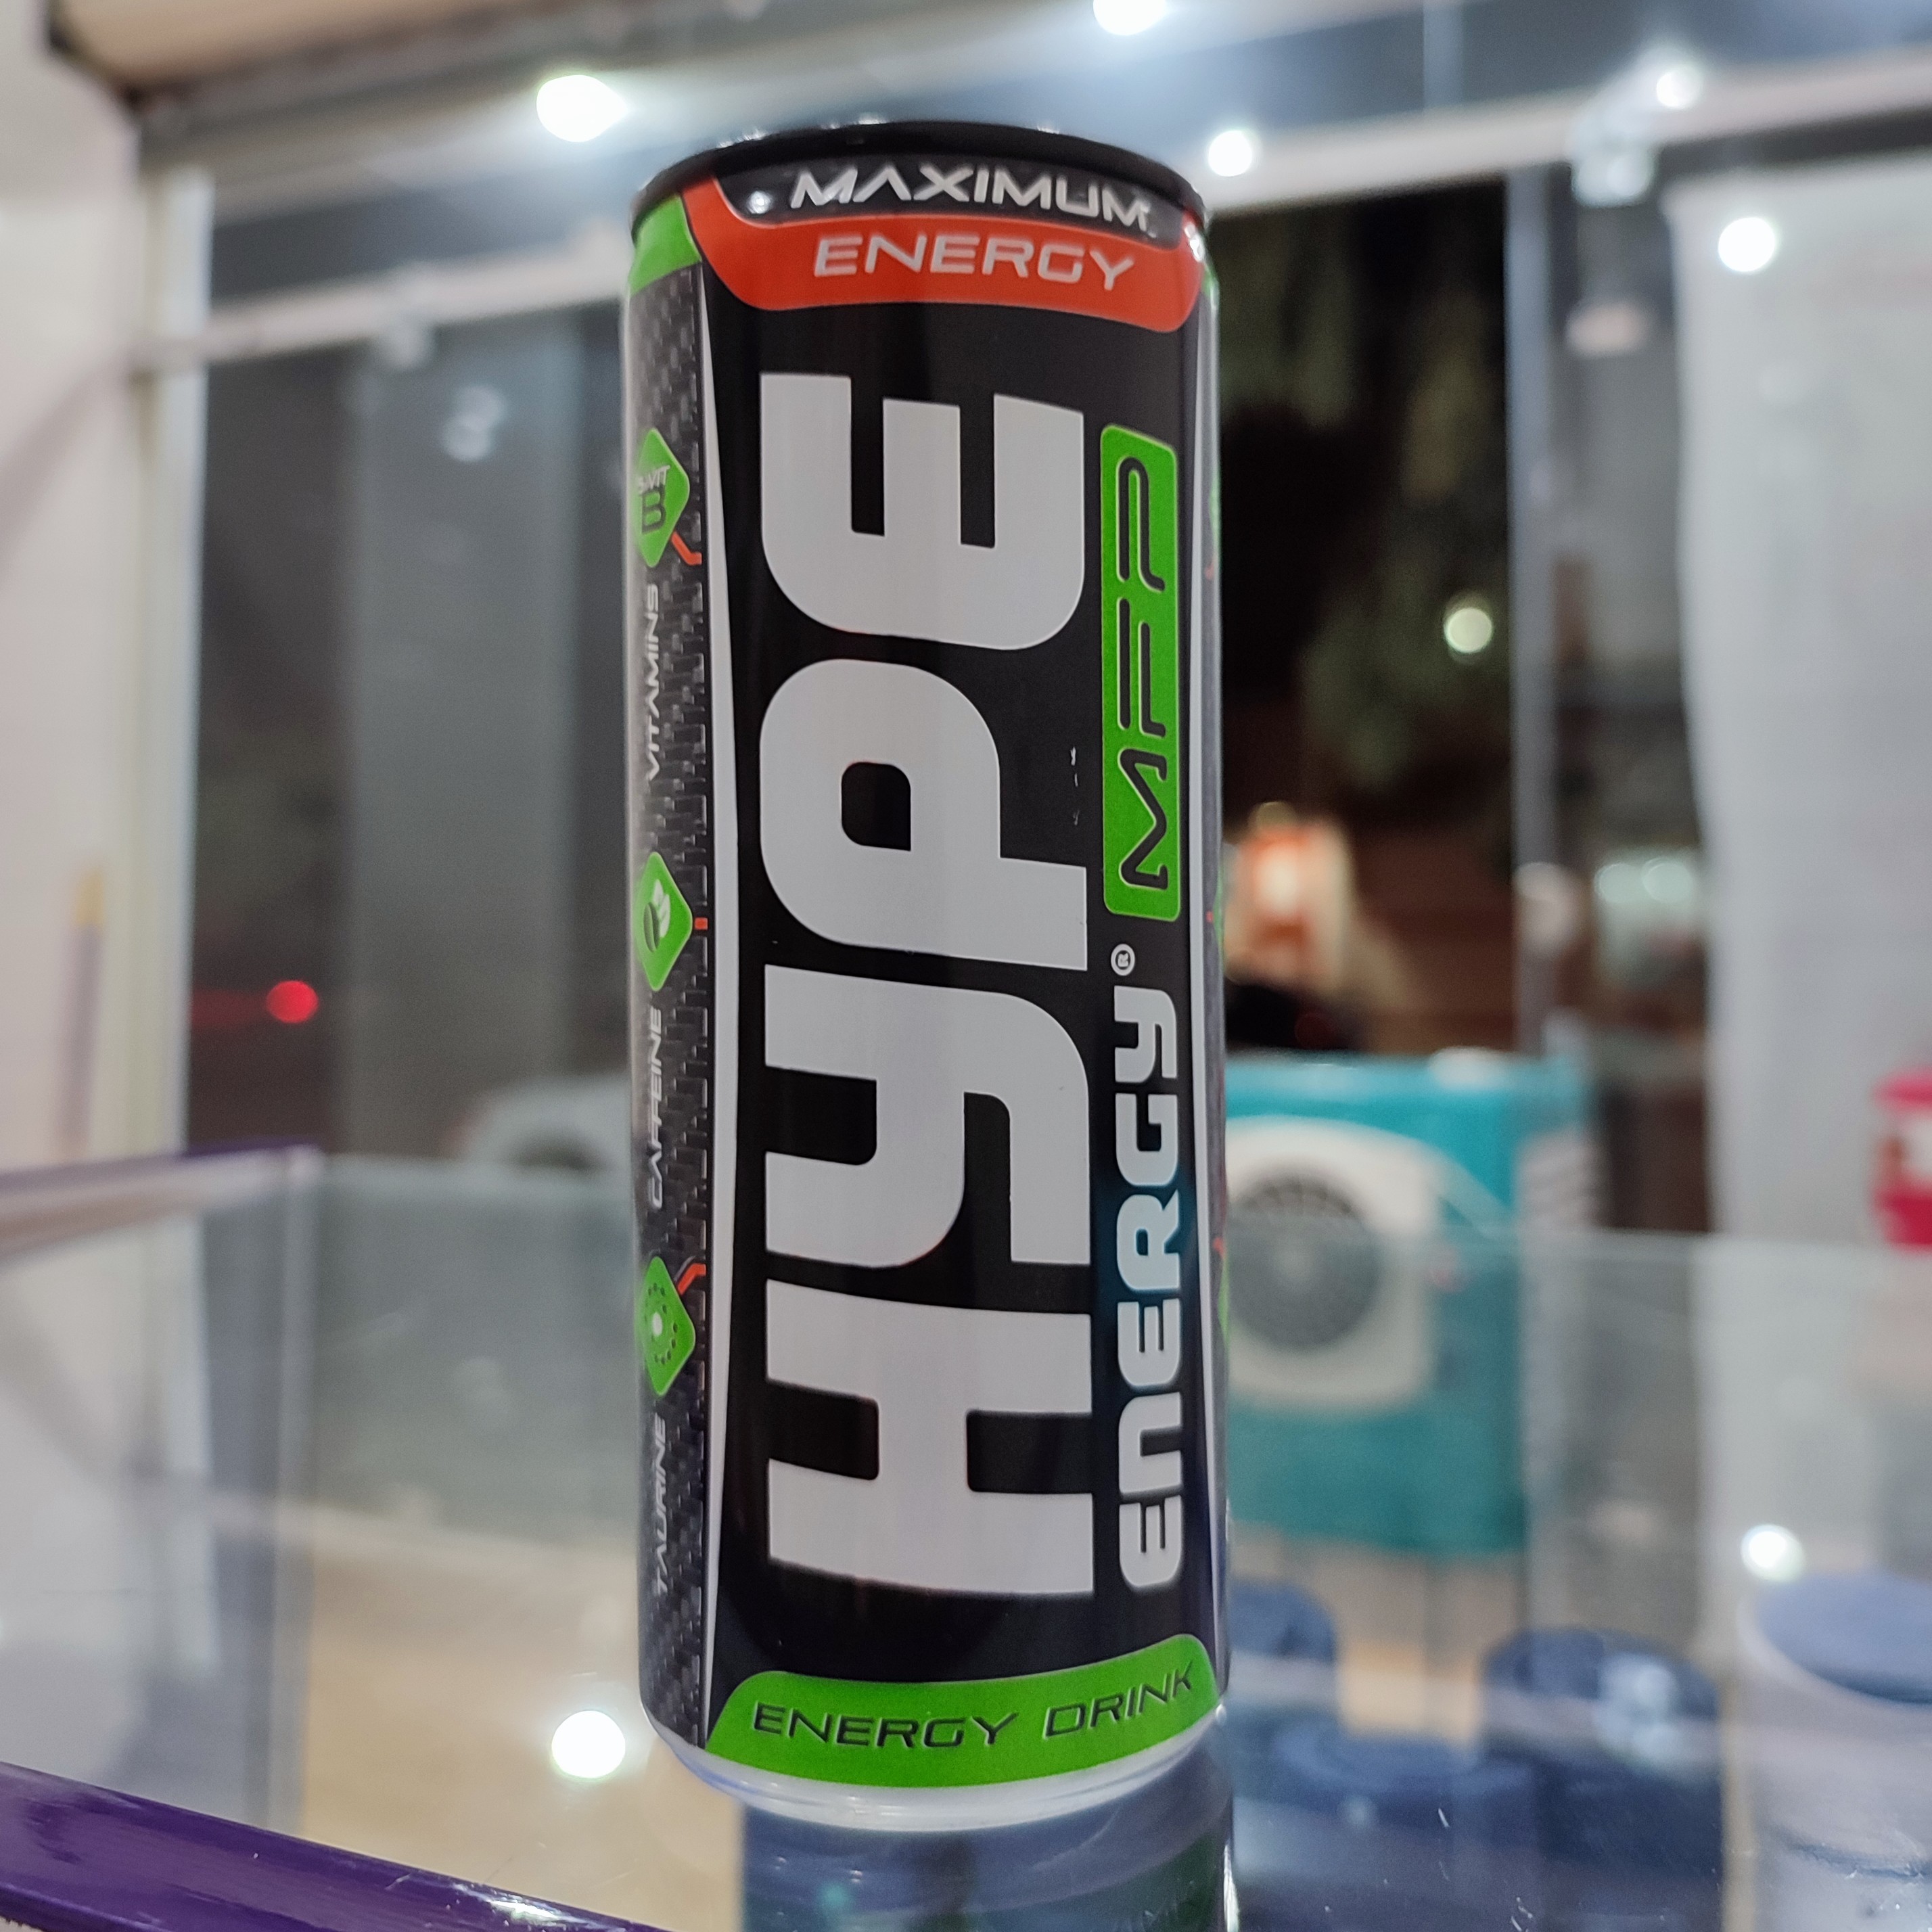 MAXIMUM
ENERGY
HYPE
ENERGY® MFP
TAURINE CAFFEINE VITAMINS
B-VIT
B
ENERGY DRINK